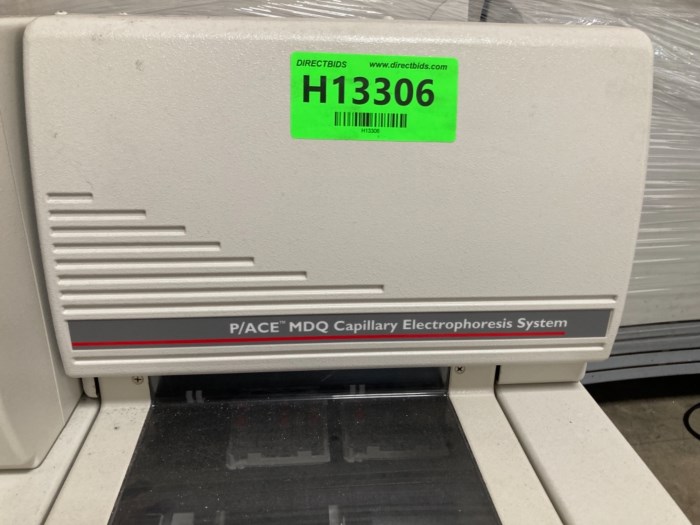 DIRECTBIDS www.directbids.com
H13306
H13306
P/ACE™ MDQ Capillary Electrophoresis System